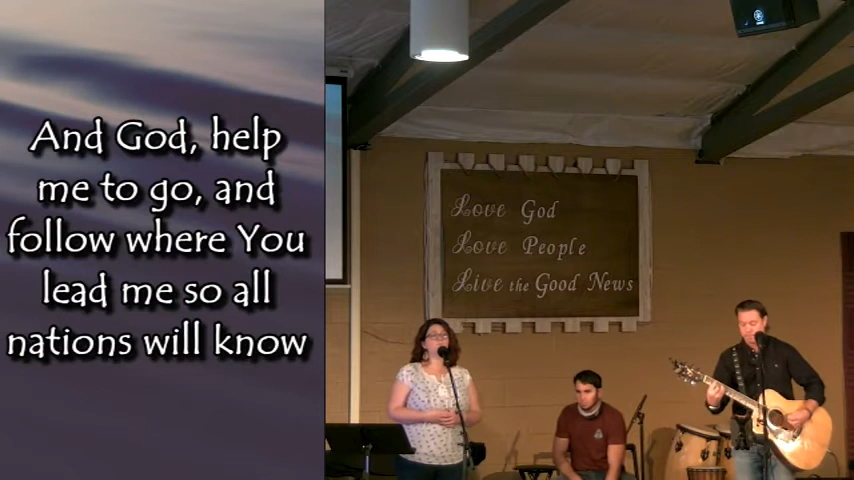 And God, help
me to go, and
follow where You
lead me so all
nations will know
Love God
Love People
Live the Good News